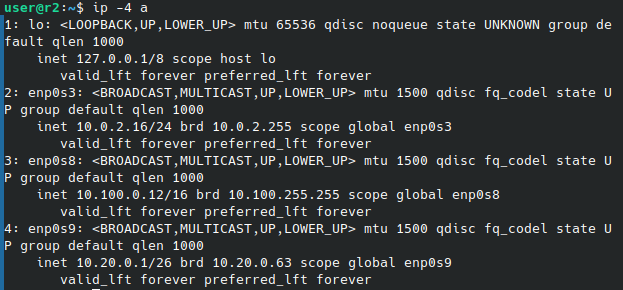 user@r2:~$ ip -4 a
1: lo: <LOOPBACK,UP,LOWER_UP> mtu 65536 qdisc noqueue state UNKNOWN group de
fault qlen 1000
    inet 127.0.0.1/8 scope host lo
       valid_lft forever preferred_lft forever
2: enp0s3: <BROADCAST,MULTICAST,UP,LOWER_UP> mtu 1500 qdisc fq_codel state U
P group default qlen 1000
    inet 10.0.2.16/24 brd 10.0.2.255 scope global enp0s3
       valid_lft forever preferred_lft forever
3: enp0s8: <BROADCAST,MULTICAST,UP,LOWER_UP> mtu 1500 qdisc fq_codel state U
P group default qlen 1000
    inet 10.100.0.12/16 brd 10.100.255.255 scope global enp0s8
       valid_lft forever preferred_lft forever
4: enp0s9: <BROADCAST,MULTICAST,UP,LOWER_UP> mtu 1500 qdisc fq_codel state U
P group default qlen 1000
    inet 10.20.0.1/26 brd 10.20.0.63 scope global enp0s9
       valid_lft forever preferred_lft forever